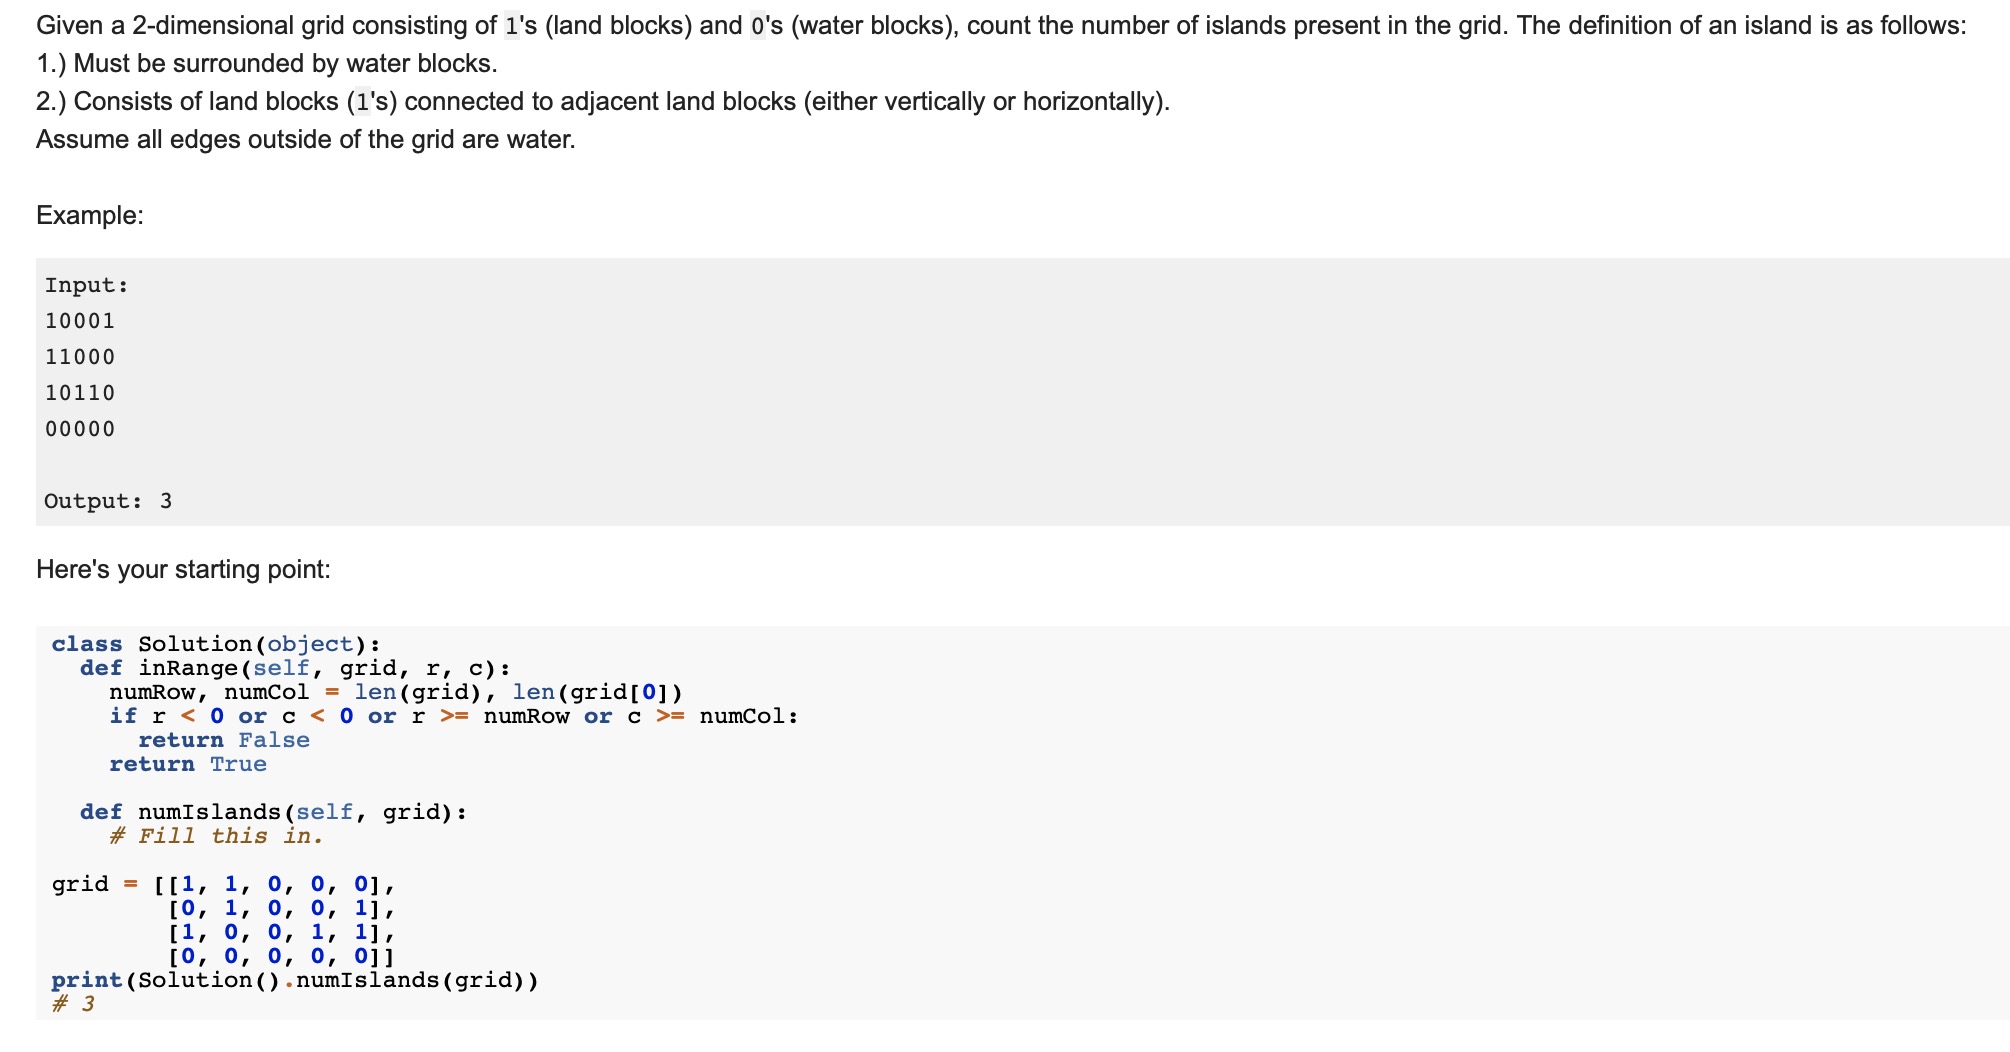 Given a 2-dimensional grid consisting of 1's (land blocks) and 0's (water blocks), count the number of islands present in the grid. The definition of an island is as follows:
1.) Must be surrounded by water blocks.
2.) Consists of land blocks (1's) connected to adjacent land blocks (either vertically or horizontally).
Assume all edges outside of the grid are water.
Example:
Input:
10001
11000
10110
00000
Output: 3
Here's your starting point:
class Solution(object):
  def inRange(self, grid, r, c):
    numRow, numCol = len(grid), len(grid[0])
    if r < 0 or c < 0 or r >= numRow or c >= numCol:
      return False
    return True
  def numIslands(self, grid):
    # Fill this in.
grid = [[1, 1, 0, 0, 0],
        [0, 1, 0, 0, 1],
        [1, 0, 0, 1, 1],
        [0, 0, 0, 0, 0]]
print(Solution().numIslands(grid))
# 3